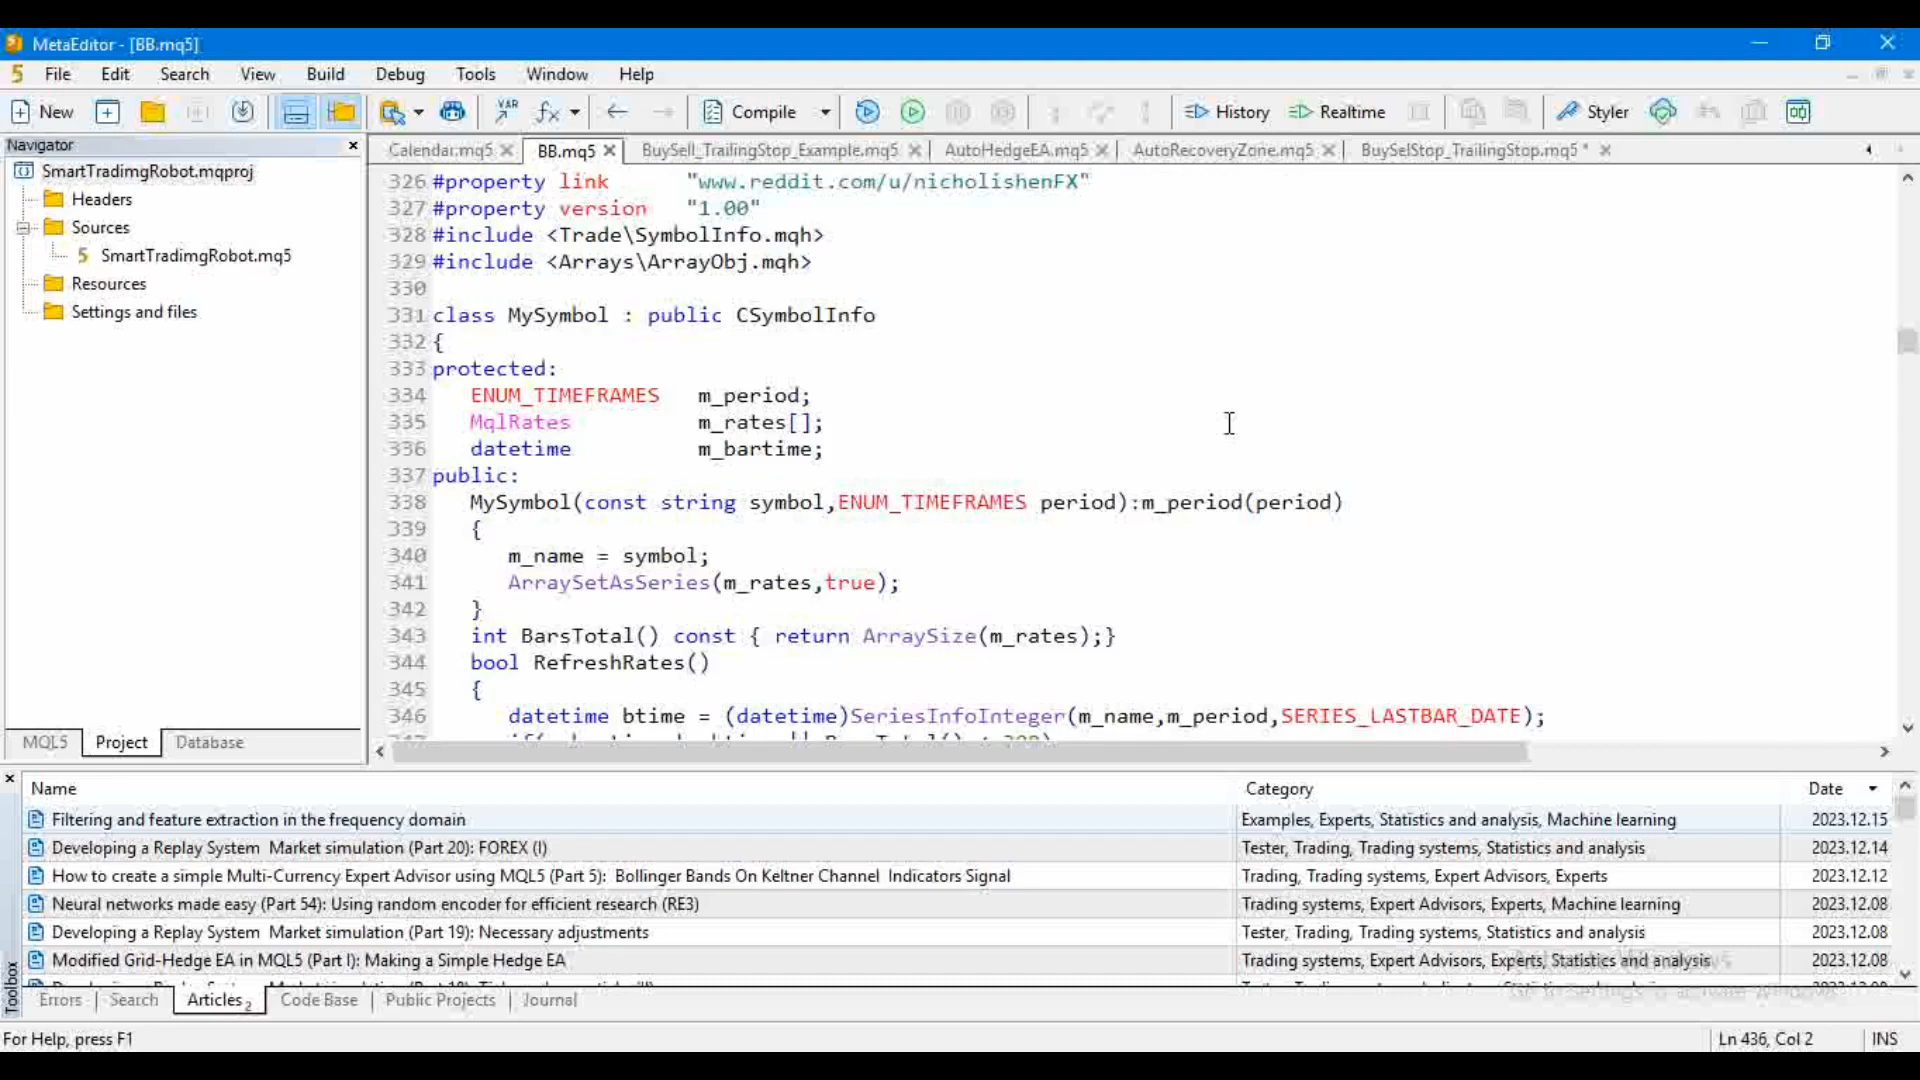 MetaEditor - [BB.mq5]
File Edit Search View Build Debug Tools Window Help
New Compile History Realtime Styler
Navigator
SmartTradimgRobot.mqproj
Headers
Sources
SmartTradimgRobot.mq5
Resources
Settings and files
MQL5 Project Database
Calendar.mq5 BB.mq5 BuySell_TrailingStop_Example.mq5 AutoHedgeEA.mq5 AutoRecoveryZone.mq5 BuySelStop_TrailingStop.mq5 *
326 #property link "www.reddit.com/u/nicholishenFX"
327 #property version "1.00"
328 #include <Trade\SymbolInfo.mqh>
329 #include <Arrays\ArrayObj.mqh>
330
331 class MySymbol : public CSymbolInfo
332 {
333 protected:
334 ENUM_TIMEFRAMES m_period;
335 MqlRates m_rates[];
336 datetime m_bartime;
337 public:
338 MySymbol(const string symbol,ENUM_TIMEFRAMES period):m_period(period)
339 {
340 m_name = symbol;
341 ArraySetAsSeries(m_rates,true);
342 }
343 int BarsTotal() const { return ArraySize(m_rates);}
344 bool RefreshRates()
345 {
346 datetime btime = (datetime)SeriesInfoInteger(m_name,m_period,SERIES_LASTBAR_DATE);
Name Category Date
Filtering and feature extraction in the frequency domain Examples, Experts, Statistics and analysis, Machine learning 2023.12.15
Developing a Replay System Market simulation (Part 20): FOREX (I) Tester, Trading, Trading systems, Statistics and analysis 2023.12.14
How to create a simple Multi-Currency Expert Advisor using MQL5 (Part 5): Bollinger Bands On Keltner Channel Indicators Signal Trading, Trading systems, Expert Advisors, Experts 2023.12.12
Neural networks made easy (Part 54): Using random encoder for efficient research (RE3) Trading systems, Expert Advisors, Experts, Machine learning 2023.12.08
Developing a Replay System Market simulation (Part 19): Necessary adjustments Tester, Trading, Trading systems, Statistics and analysis 2023.12.08
Modified Grid-Hedge EA in MQL5 (Part I): Making a Simple Hedge EA Trading systems, Expert Advisors, Experts, Statistics and analysis 2023.12.08
Toolbox
Errors Search Articles 2 Code Base Public Projects Journal
For Help, press F1 Ln 436, Col 2 INS